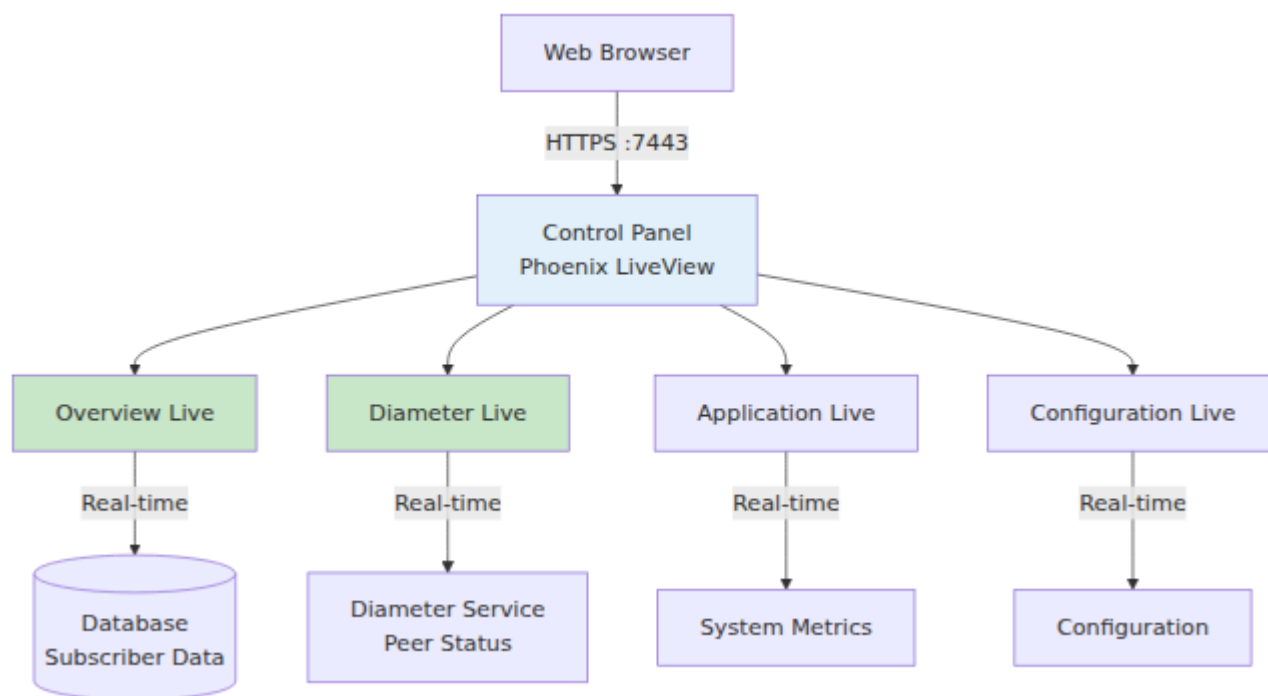 Web Browser
HTTPS :7443
Control Panel
Phoenix LiveView
Overview Live
Diameter Live
Application Live
Configuration Live
Real-time
Real-time
Real-time
Real-time
Database
Subscriber Data
Diameter Service
Peer Status
System Metrics
Configuration